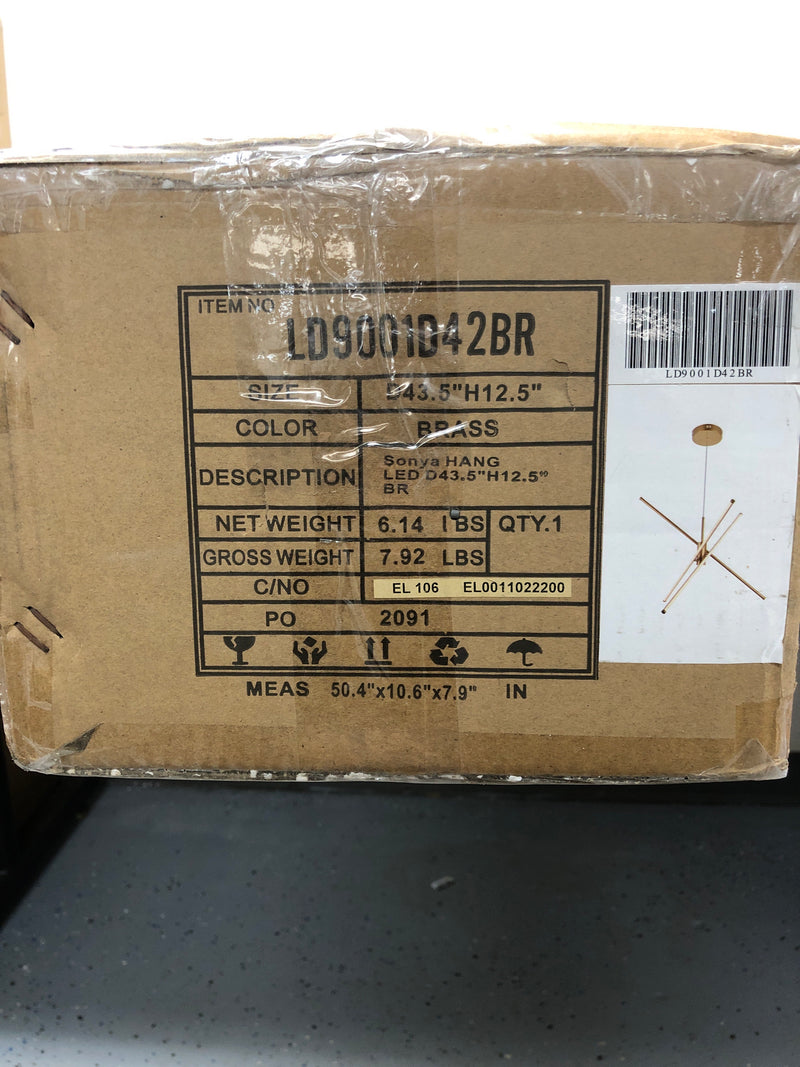 ITEM NO
LD9001D42BR
SIZE D43.5"H12.5"
COLOR BRASS
DESCRIPTION Sonya HANG
LED D43.5"H12.5"
BR
NET WEIGHT 6.14 LBS QTY.1
GROSS WEIGHT 7.92 LBS
C/NO EL 106 EL0011022200
PO 2091
MEAS 50.4"x10.6"x7.9" IN
LD9001D42BR